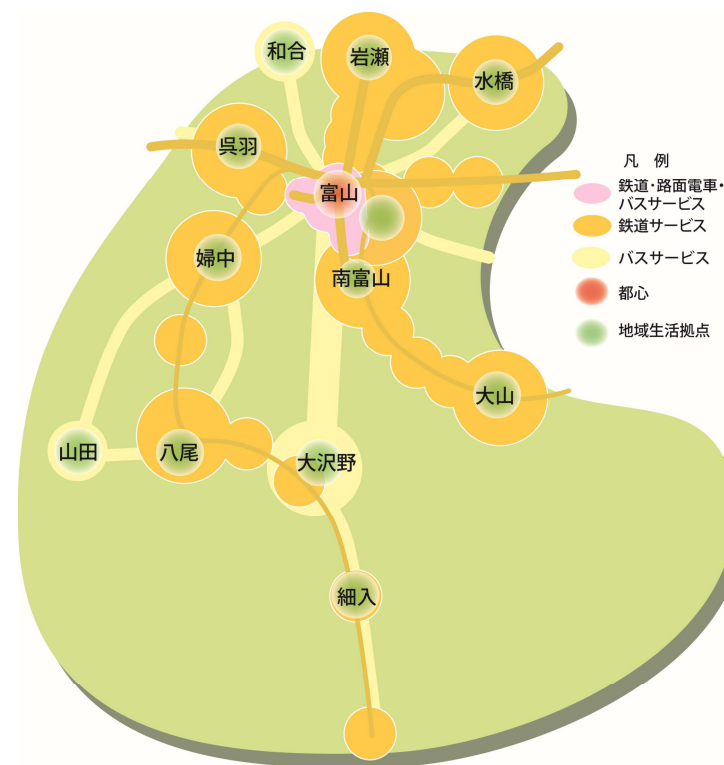 和合
岩瀬
水橋
呉羽
富山
婦中
南富山
大山
山田
八尾
大沢野
細入
凡 例
鉄道・路面電車・
バスサービス
鉄道サービス
バスサービス
都心
地域生活拠点